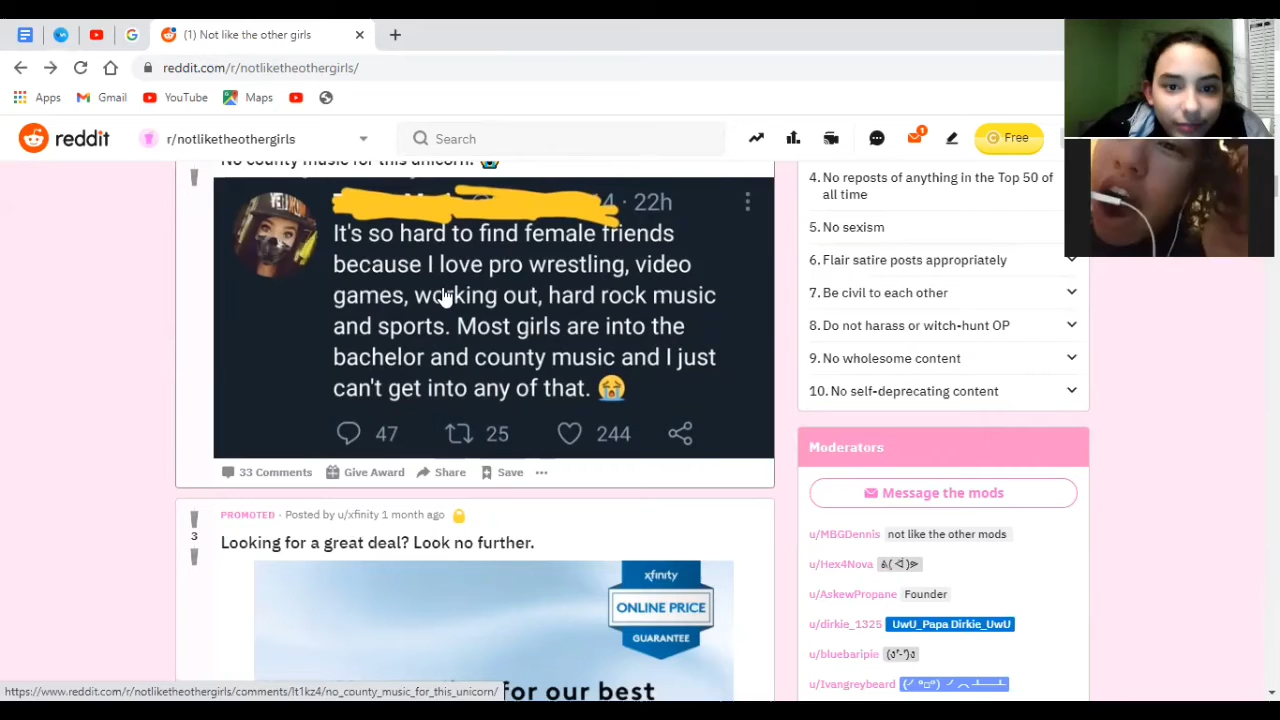 (1) Not like the other girls
reddit.com/r/notliketheothergirls/
Apps Gmail YouTube Maps
reddit r/notliketheothergirls Search 1 Free
No county music for this unicorn. 😭
· 22h
It's so hard to find female friends
because I love pro wrestling, video
games, working out, hard rock music
and sports. Most girls are into the
bachelor and county music and I just
can't get into any of that. 😭
47 25 244
33 Comments Give Award Share Save ...
PROMOTED · Posted by u/xfinity 1 month ago
3
Looking for a great deal? Look no further.
xfinity
ONLINE PRICE
GUARANTEE
for our best
4. No reposts of anything in the Top 50 of
all time
5. No sexism
6. Flair satire posts appropriately
7. Be civil to each other
8. Do not harass or witch-hunt OP
9. No wholesome content
10. No self-deprecating content
Moderators
Message the mods
u/MBGDennis not like the other mods
u/Hex4Nova
u/AskewPropane Founder
u/dirkie_1325 UwU_Papa Dirkie_UwU
u/bluebaripie
u/Ivangreybeard
https://www.reddit.com/r/notliketheothergirls/comments/lt1kz4/no_county_music_for_this_unicorn/